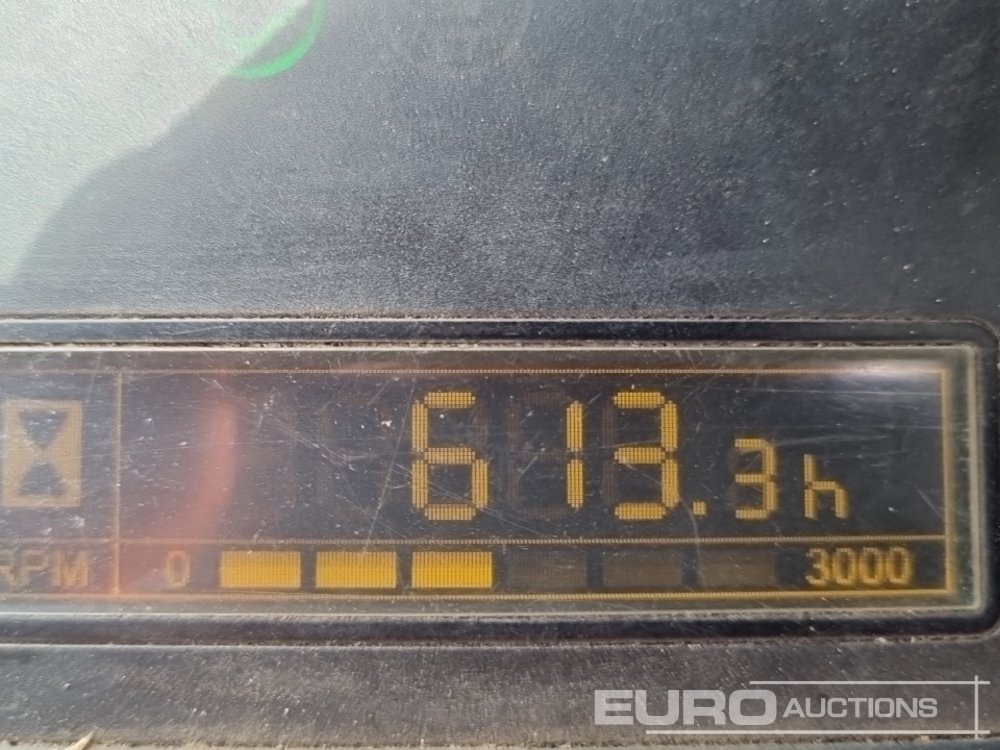 613.3h
RPM 0 3000
EURO AUCTIONS